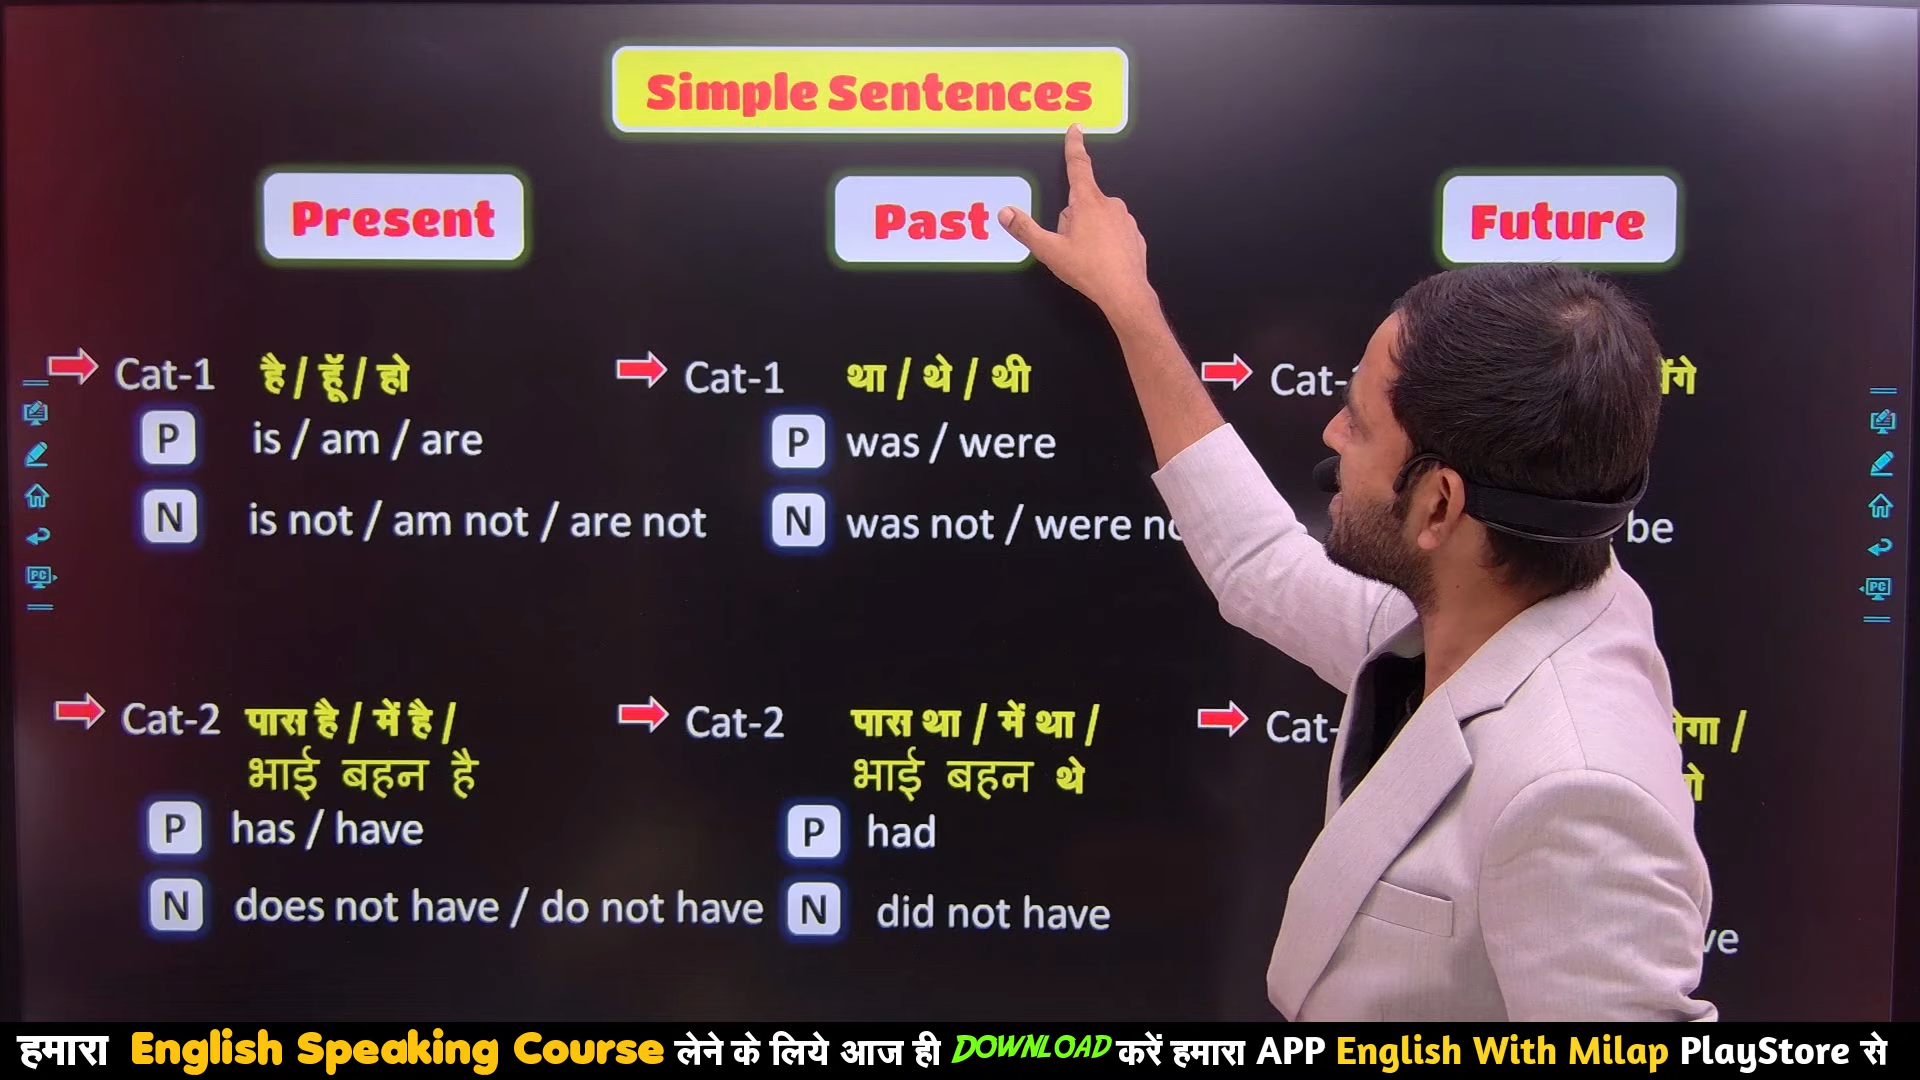 Simple Sentences
Present
Past
Future
Cat-1 है / हूँ / हो
P is / am / are
N is not / am not / are not
Cat-1 था / थे / थी
P was / were
N was not / were
be
Cat-2 पास है / में है /
भाई बहन है
P has / have
N does not have / do not have
Cat-2 पास था / में था /
भाई बहन थे
P had
N did not have
PC
PC
हमारा English Speaking Course लेने के लिये आज ही DOWNLOAD करें हमारा APP English With Milap PlayStore से